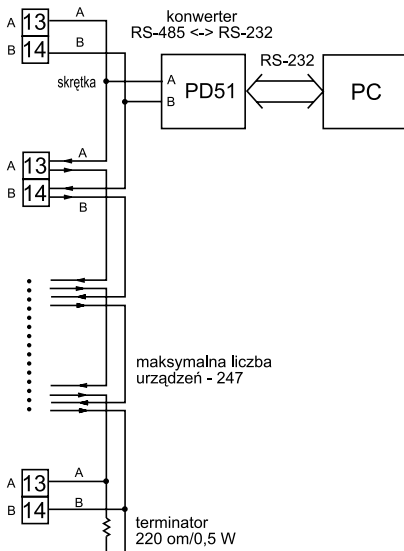 A 13 A
B 14 B
konwerter
RS-485 <-> RS-232
skrętka
A
B
PD51
RS-232
PC
A 13 A
B 14 B
maksymalna liczba
urządzeń - 247
A 13 A
B 14 B
terminator
220 om/0,5 W